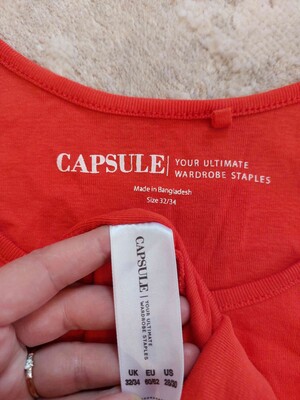 CAPSULE | YOUR ULTIMATE
WARDROBE STAPLES
Made in Bangladesh
Size 32/34
CAPSULE | YOUR ULTIMATE
WARDROBE STAPLES
UK EU US
32/34 60/62 28/30